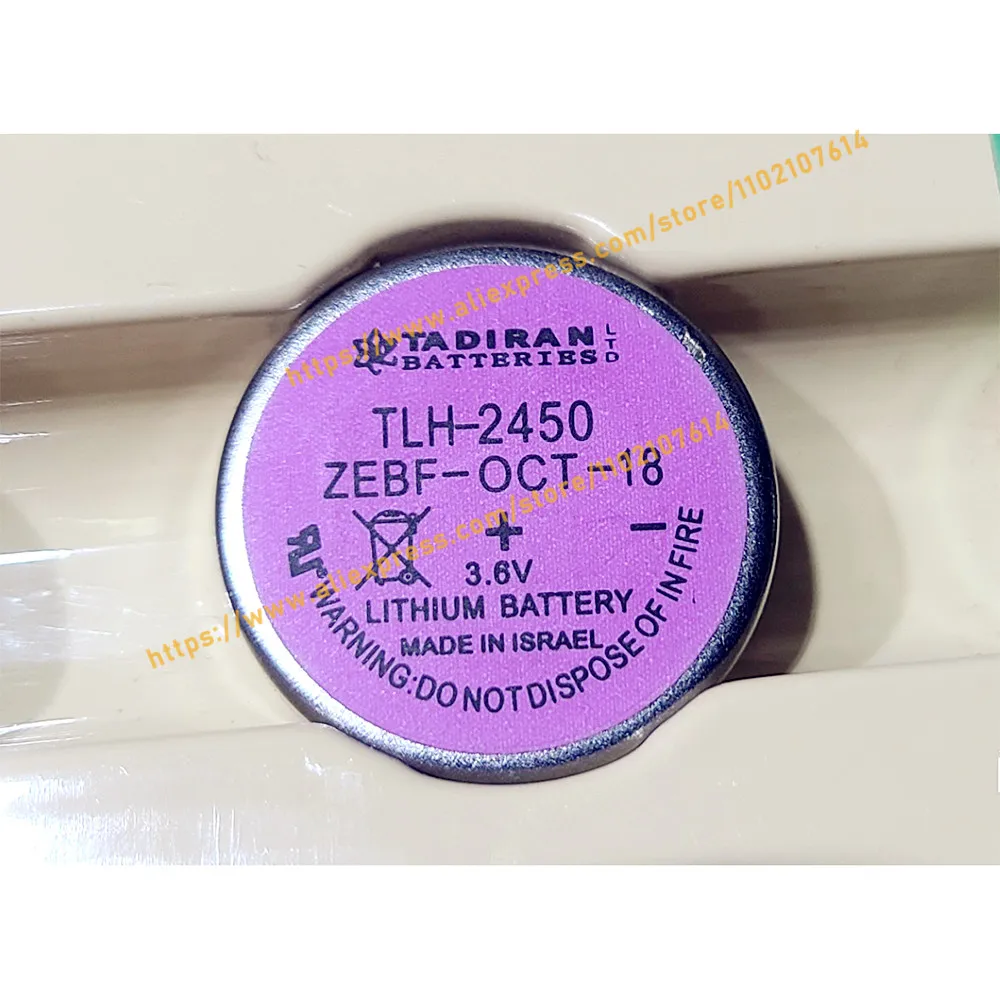 https://www.aliexpress.com/store/1102107614
TADIRAN LTD
BATTERIES
TLH-2450
ZEBF-OCT-18
+ -
3.6V
LITHIUM BATTERY
MADE IN ISRAEL
WARNING:DO NOT DISPOSE OF IN FIRE
https://www.aliexpress.com/store/1102107614